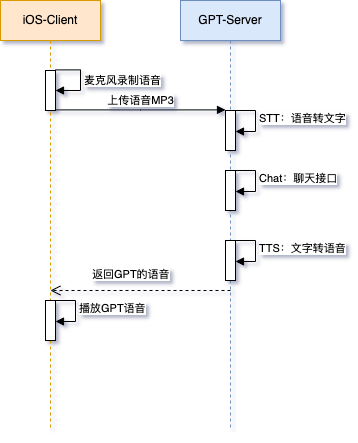 iOS-Client
GPT-Server
麦克风录制语音
上传语音MP3
STT：语音转文字
Chat：聊天接口
TTS：文字转语音
返回GPT的语音
播放GPT语音